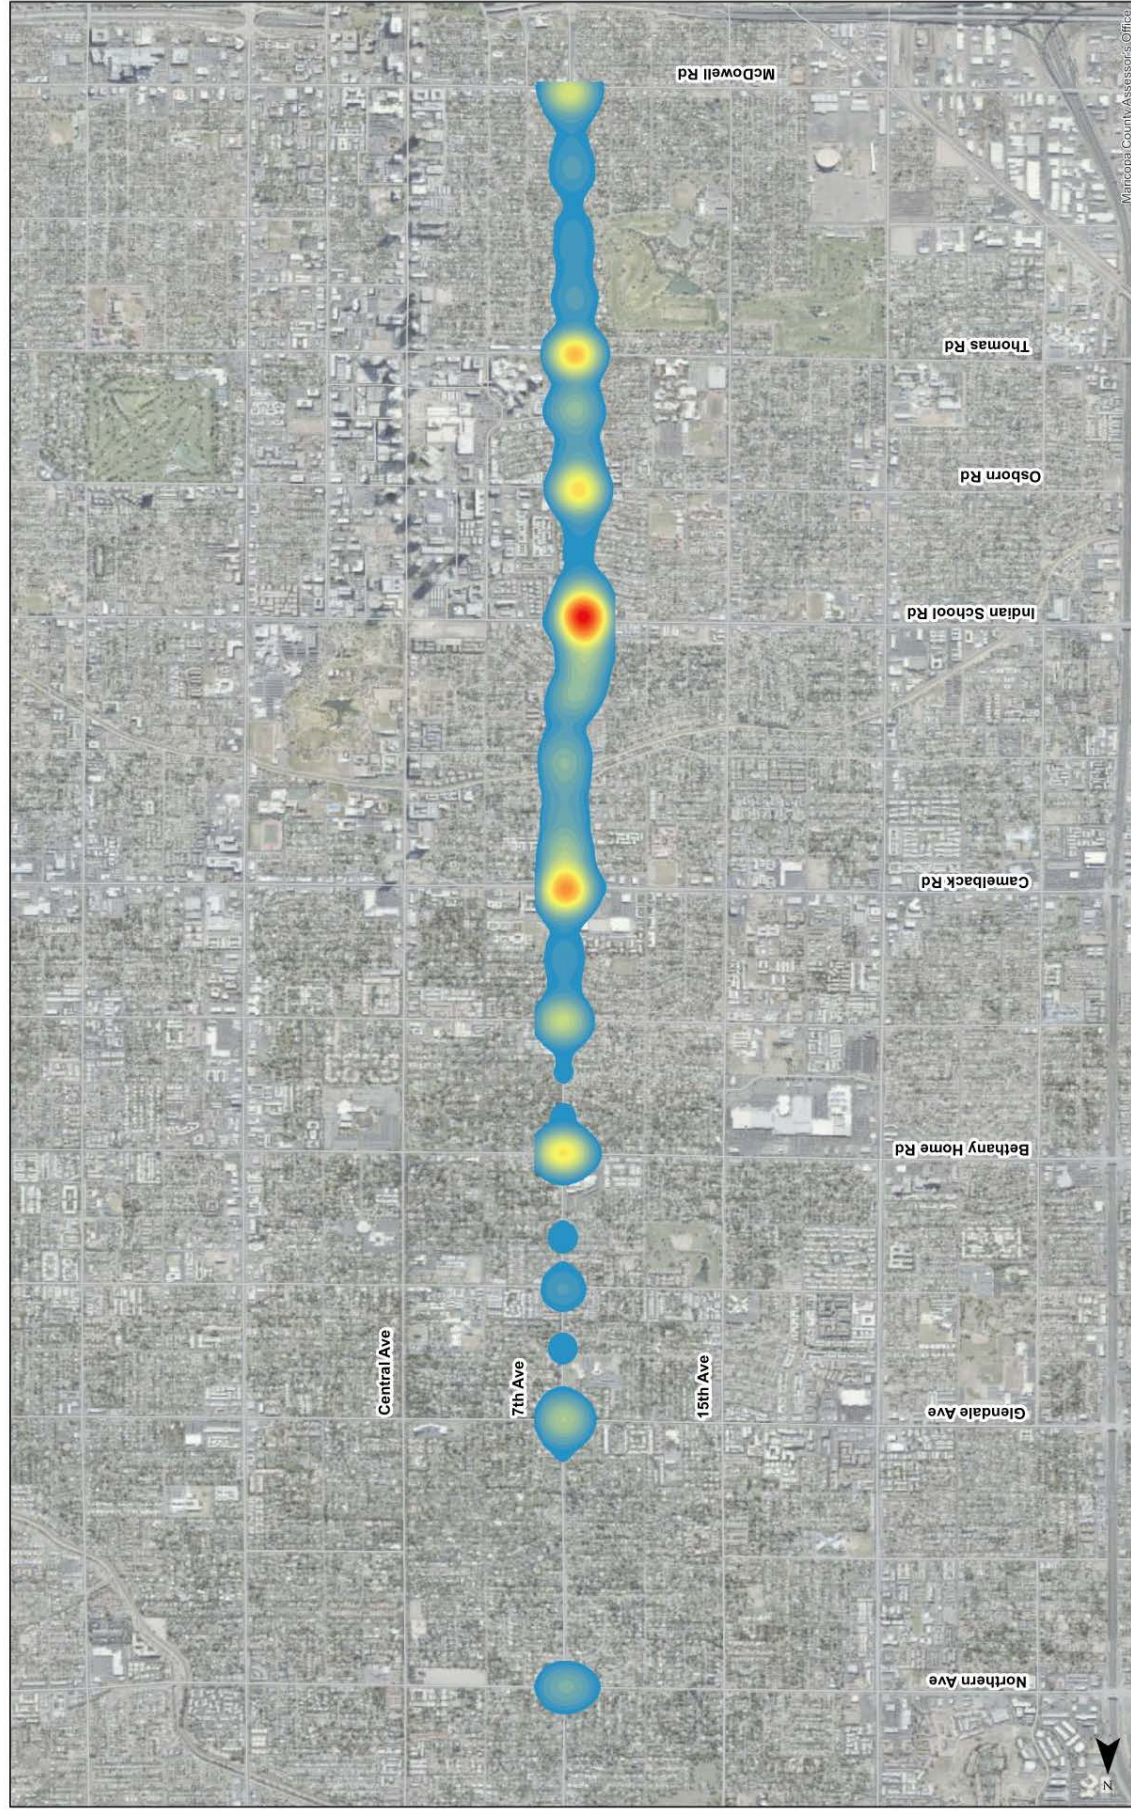 Maricopa County Assessor's Office
McDowell Rd
Thomas Rd
Osborn Rd
Indian School Rd
Camelback Rd
Bethany Home Rd
Central Ave
7th Ave
15th Ave
Glendale Ave
Northern Ave
N